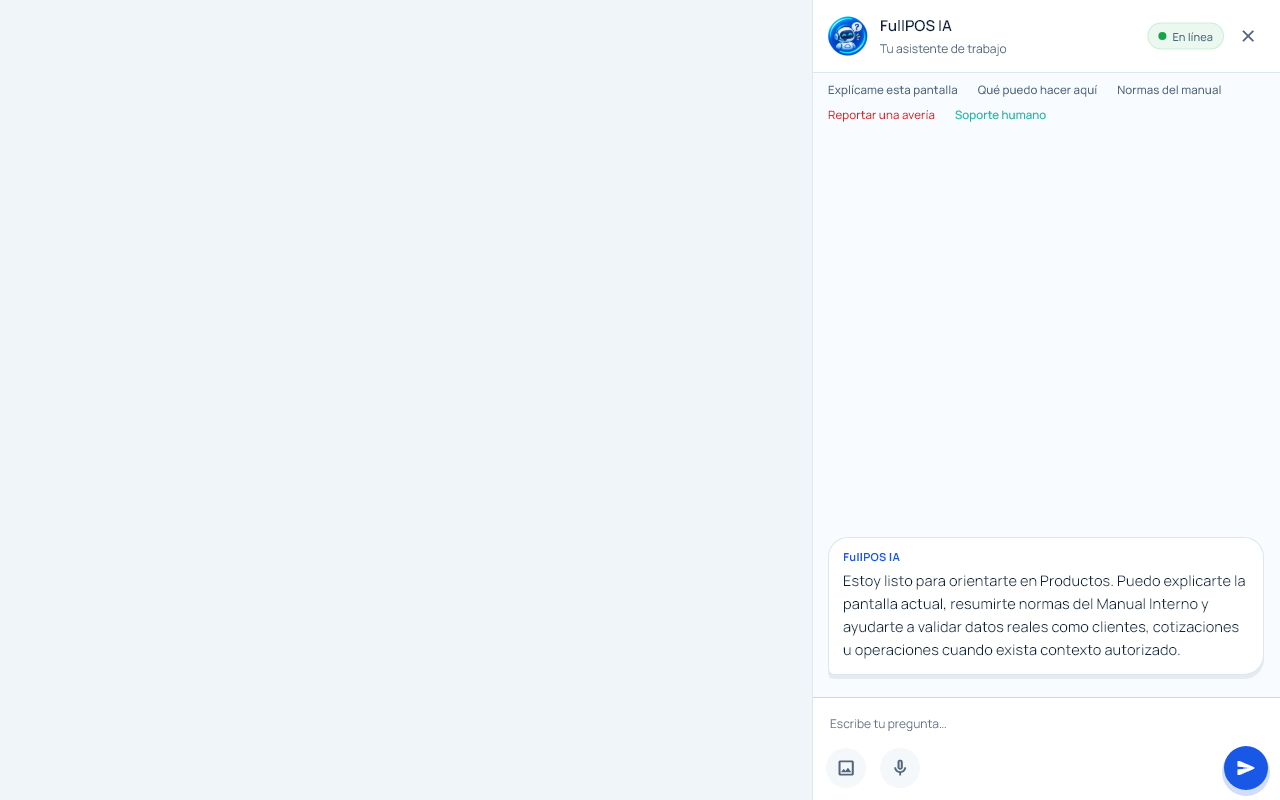 FullPOS IA
Tu asistente de trabajo
En línea
Explícame esta pantalla
Qué puedo hacer aquí
Normas del manual
Reportar una avería
Soporte humano
FullPOS IA
Estoy listo para orientarte en Productos. Puedo explicarte la
pantalla actual, resumirte normas del Manual Interno y
ayudarte a validar datos reales como clientes, cotizaciones
u operaciones cuando exista contexto autorizado.
Escribe tu pregunta...